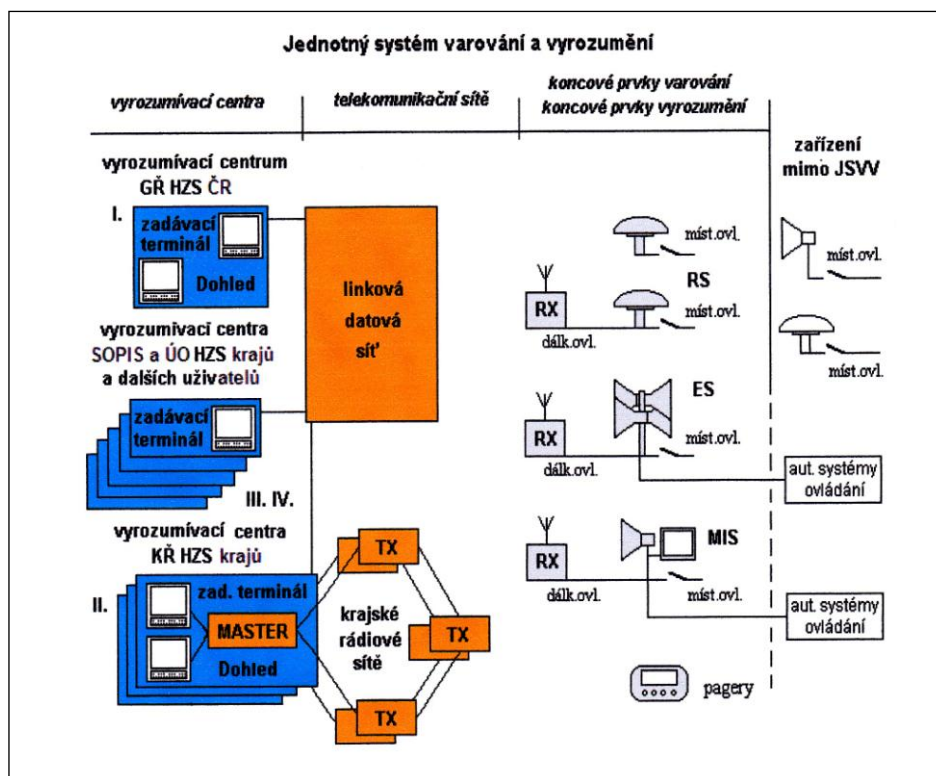 Jednotný systém varování a vyrozumění
vyrozumívací centra
telekomunikační sítě
koncové prvky varování
koncové prvky vyrozumění
zařízení
mimo JSVV
vyrozumívací centrum
GŘ HZS ČR
I.
zadávací
terminál
Dohled
vyrozumívací centra
SOPIS a ÚO HZS krajů
a dalších uživatelů
zadávací
terminál
III. IV.
vyrozumívací centra
KŘ HZS krajů
II.
zad. terminál
MASTER
Dohled
linková
datová
síť
TX
krajské
rádiové
sítě
TX
TX
míst.ovl.
RS
RX
míst.ovl.
dálk.ovl.
ES
RX
míst.ovl.
dálk.ovl.
MIS
RX
dálk.ovl.
míst.ovl.
pagery
míst.ovl.
míst.ovl.
aut. systémy
ovládání
aut. systémy
ovládání